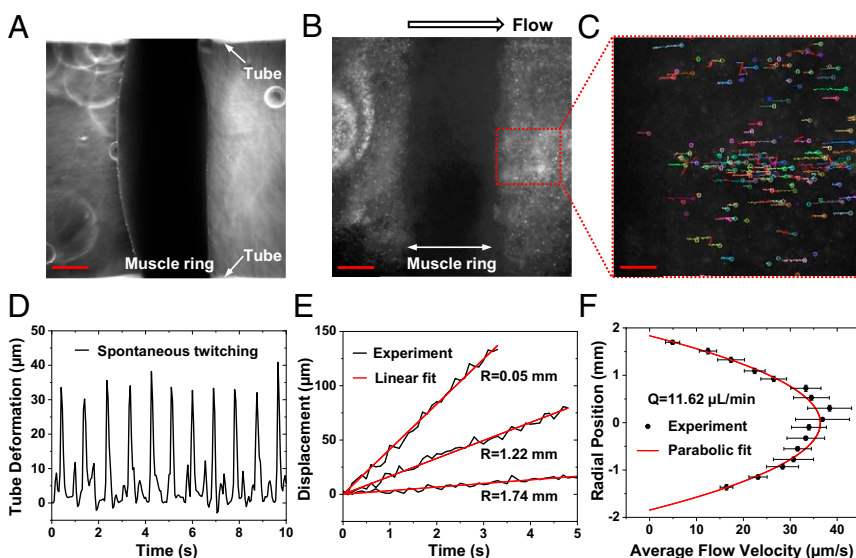 A
Tube
Muscle ring
Tube
B
Flow
Muscle ring
C
D
Tube Deformation (µm)
50
40
30
20
10
0
Spontaneous twitching
0 2 4 6 8 10
Time (s)
E
Displacement (µm)
150
125
100
75
50
25
0
Experiment
Linear fit
R=0.05 mm
R=1.22 mm
R=1.74 mm
0 1 2 3 4 5
Time (s)
F
Radial Position (mm)
2
1
0
-1
-2
Q=11.62 µL/min
Experiment
Parabolic fit
0 10 20 30 40
Average Flow Velocity (µm/s)